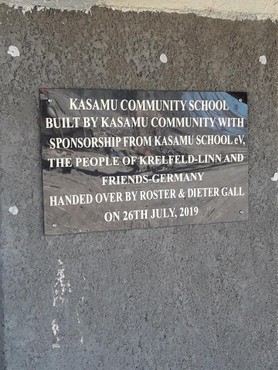 KASAMU COMMUNITY SCHOOL
BUILT BY KASAMU COMMUNITY WITH
SPONSORSHIP FROM KASAMU SCHOOL eV,
THE PEOPLE OF KRELFELD-LINN AND
FRIENDS-GERMANY
HANDED OVER BY ROSTER & DIETER GALL
ON 26TH JULY, 2019